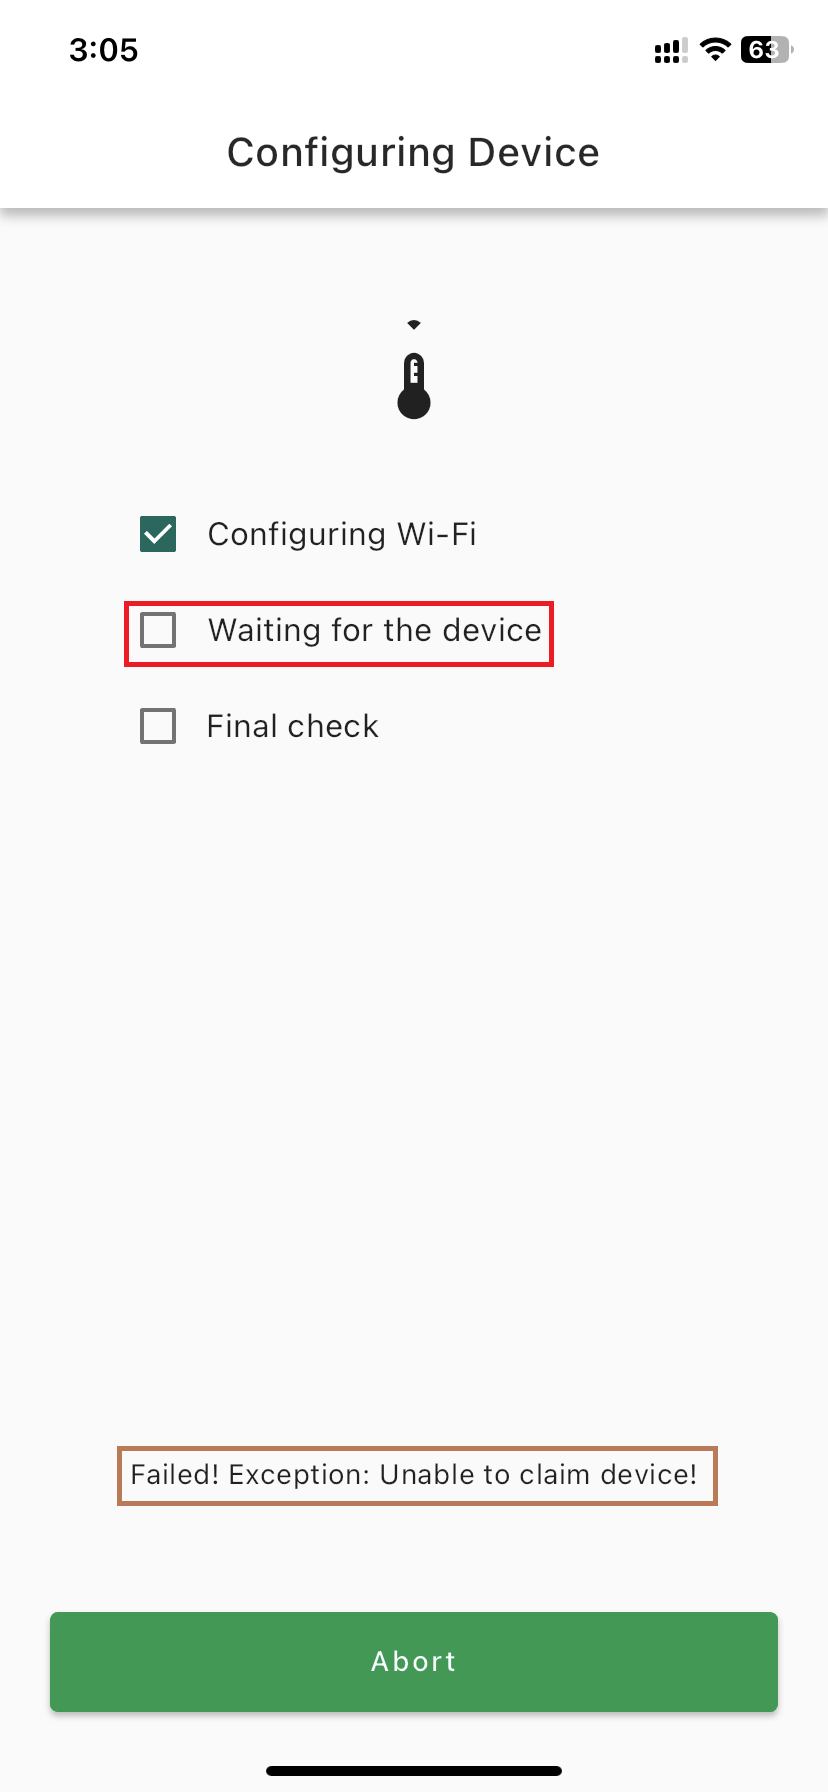 3:05
63
Configuring Device
Configuring Wi-Fi
Waiting for the device
Final check
Failed! Exception: Unable to claim device!
Abort